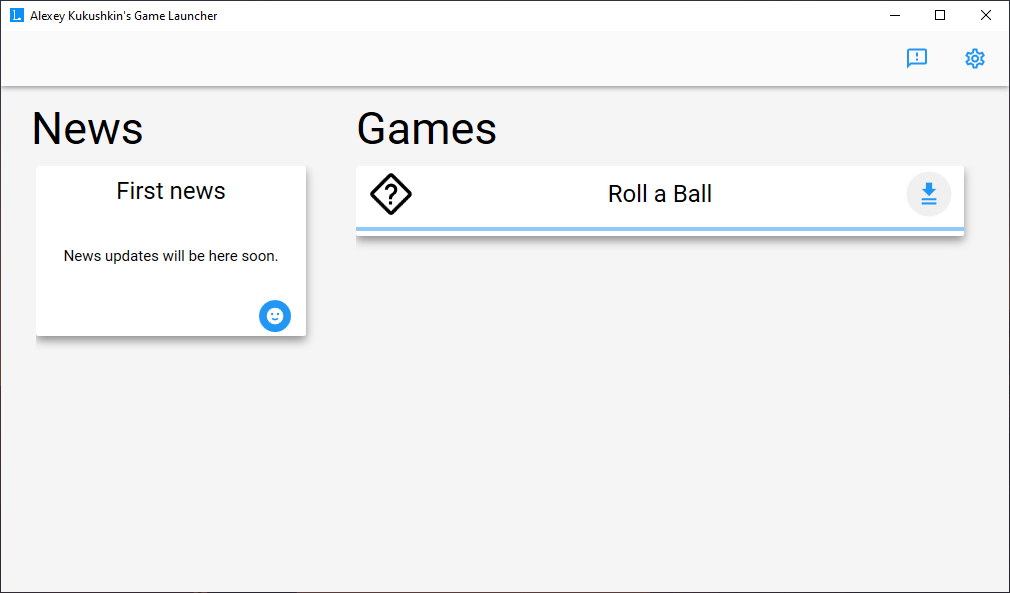 Alexey Kukushkin's Game Launcher
News
Games
First news
News updates will be here soon.
Roll a Ball